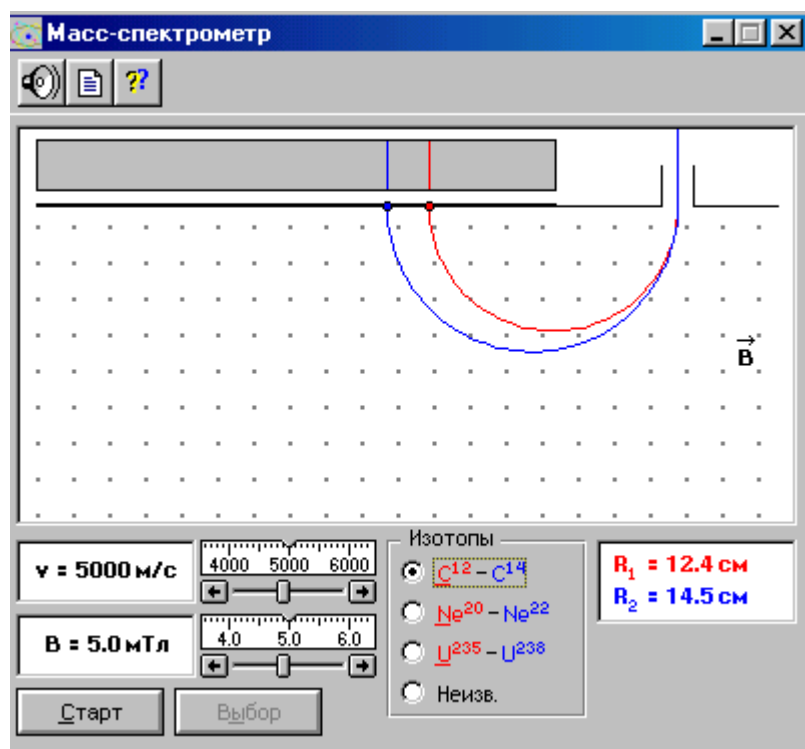 Масс-спектрометр
??
B
v = 5000 м/с
4000 5000 6000
B = 5.0 мТл
4.0 5.0 6.0
Старт
Выбор
Изотопы
C12 – C14
Ne20 – Ne22
U235 – U238
Неизв.
R1 = 12.4 см
R2 = 14.5 см